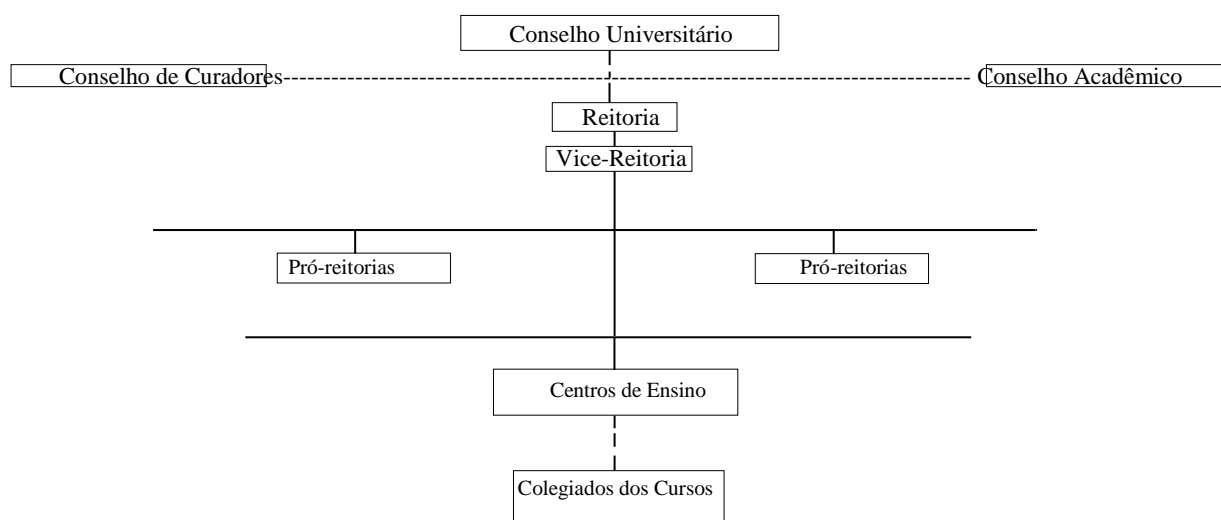 Conselho Universitário
Conselho de Curadores
Conselho Acadêmico
Reitoria
Vice-Reitoria
Pró-reitorias
Pró-reitorias
Centros de Ensino
Colegiados dos Cursos